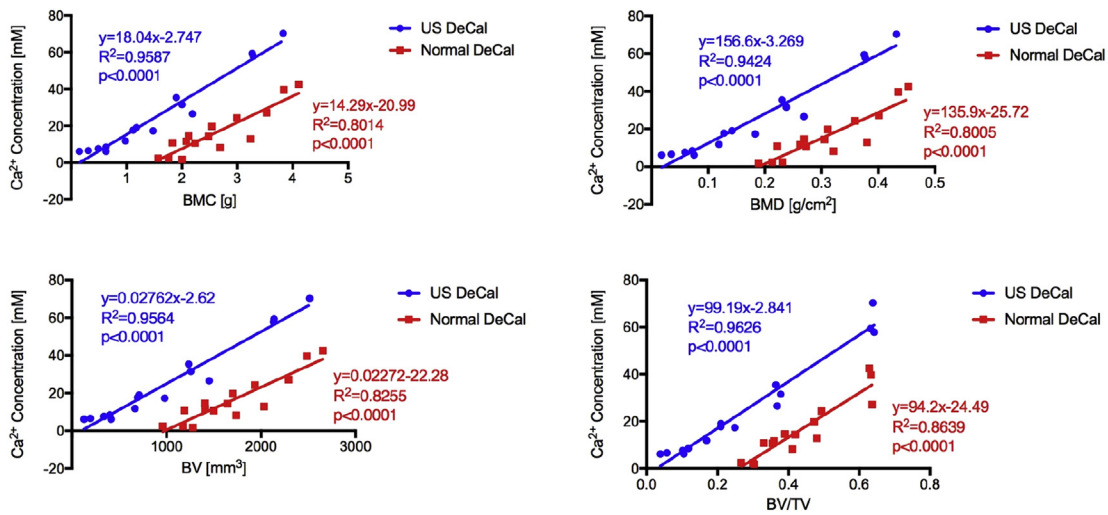 80
60
40
20
0
-20
Ca²⁺ Concentration [mM]
1
2
3
4
5
BMC [g]
y=18.04x-2.747
R²=0.9587
p<0.0001
US DeCal
Normal DeCal
y=14.29x-20.99
R²=0.8014
p<0.0001
80
60
40
20
0
-20
Ca²⁺ Concentration [mM]
0.1
0.2
0.3
0.4
0.5
BMD [g/cm²]
y=156.6x-3.269
R²=0.9424
p<0.0001
US DeCal
Normal DeCal
y=135.9x-25.72
R²=0.8005
p<0.0001
80
60
40
20
0
-20
Ca²⁺ Concentration [mM]
1000
2000
3000
BV [mm³]
y=0.02762x-2.62
R²=0.9564
p<0.0001
US DeCal
Normal DeCal
y=0.02272-22.28
R²=0.8255
p<0.0001
80
60
40
20
0
Ca²⁺ Concentration [mM]
0.0
0.2
0.4
0.6
0.8
BV/TV
y=99.19x-2.841
R²=0.9626
p<0.0001
US DeCal
Normal DeCal
y=94.2x-24.49
R²=0.8639
p<0.0001